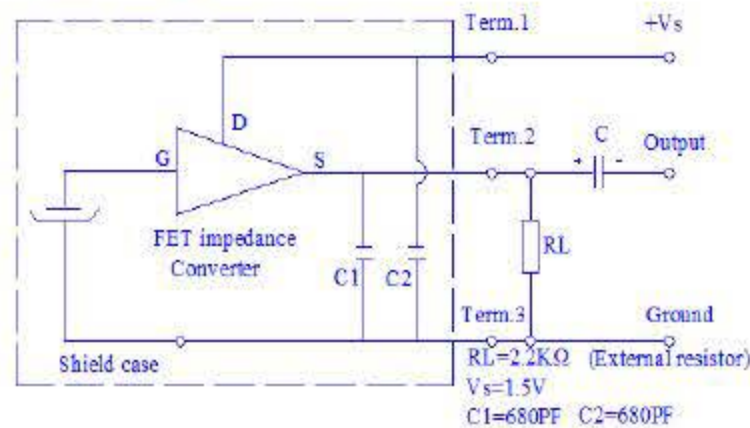 Term.1
+Vs
D
G
S
Term.2
C
+ -
Output
FET impedance
Converter
C1
C2
RL
Term.3
Ground
Shield case
RL=2.2KΩ (External resistor)
Vs=1.5V
C1=680PF C2=680PF